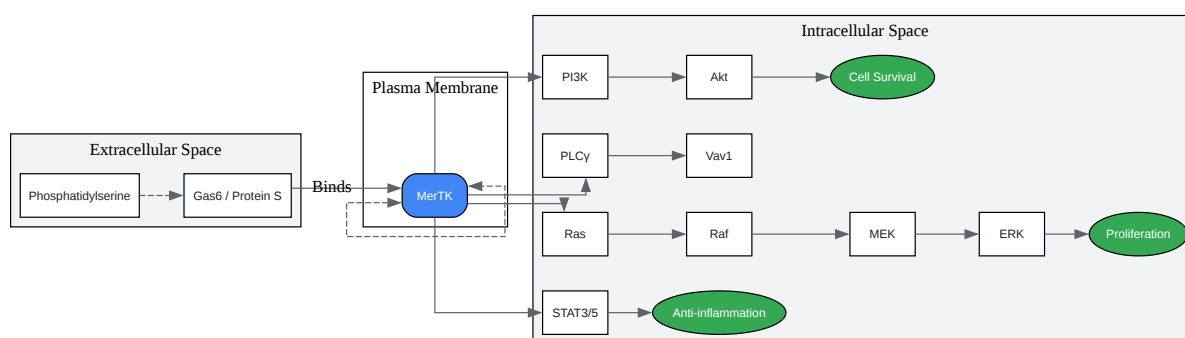 Intracellular Space
PI3K
Akt
Cell Survival
Plasma Membrane
Extracellular Space
PLCγ
Vav1
Phosphatidylserine
Gas6 / Protein S
Binds
MerTK
Ras
Raf
MEK
ERK
Proliferation
STAT3/5
Anti-inflammation